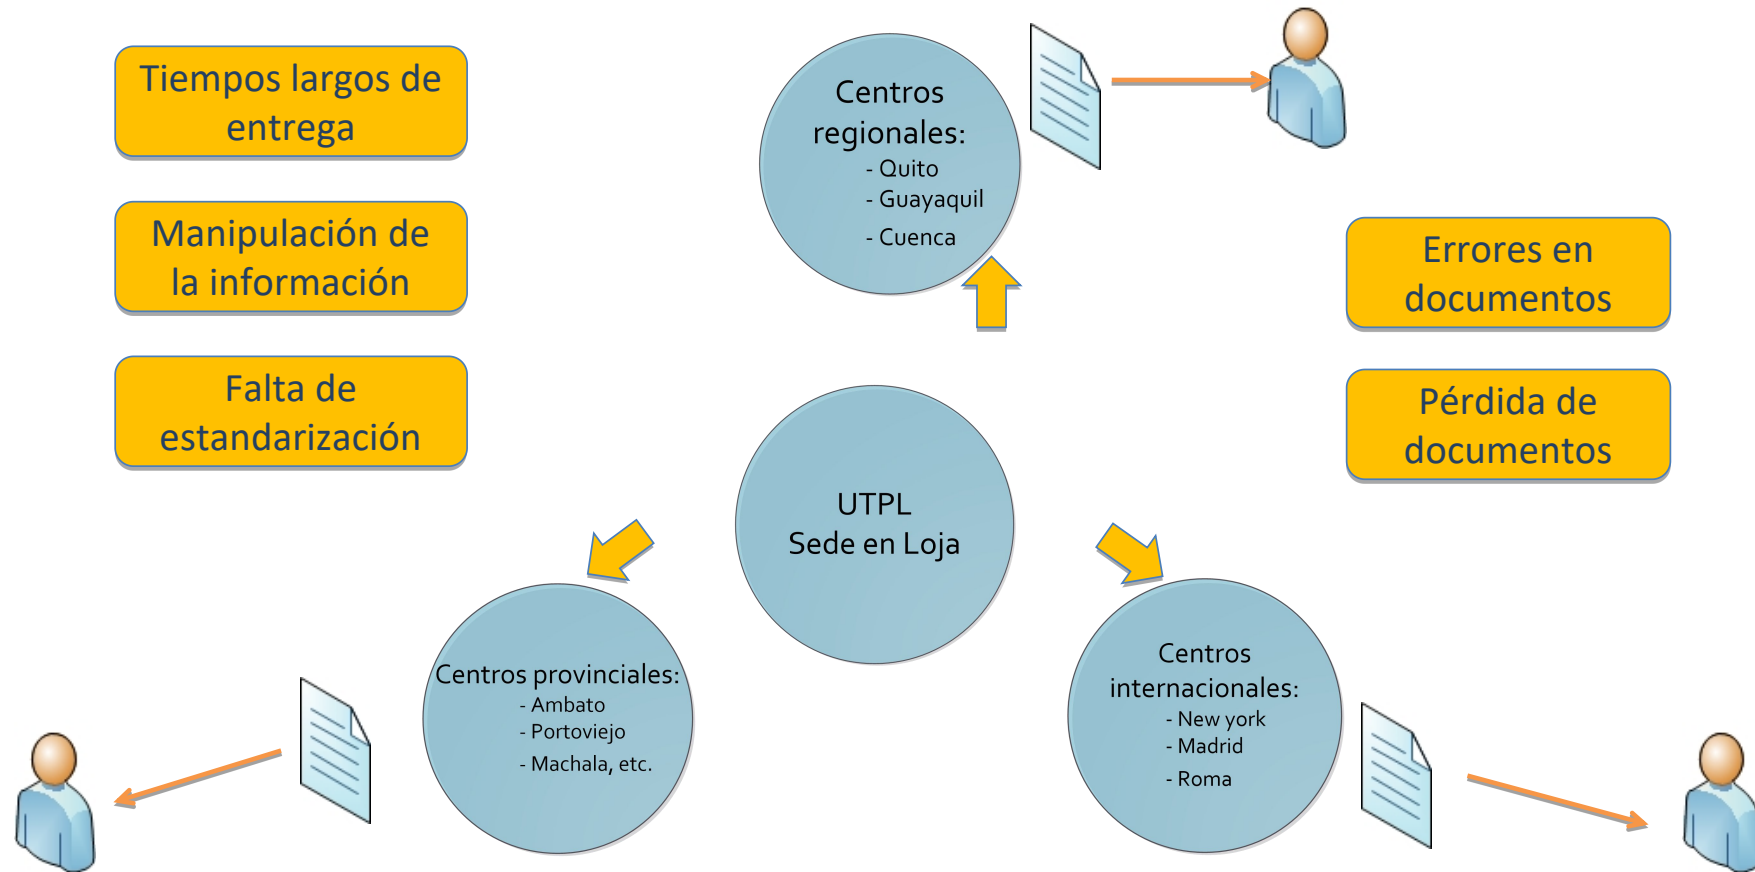 Tiempos largos de
entrega
Manipulación de
la información
Falta de
estandarización
Centros
regionales:
- Quito
- Guayaquil
- Cuenca
Errores en
documentos
Pérdida de
documentos
UTPL
Sede en Loja
Centros provinciales:
- Ambato
- Portoviejo
- Machala, etc.
Centros
internacionales:
- New york
- Madrid
- Roma